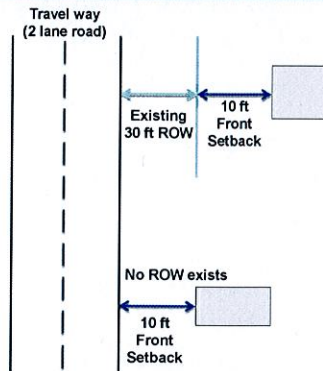 Travel way
(2 lane road)
Existing
30 ft ROW
10 ft
Front
Setback
No ROW exists
10 ft
Front
Setback